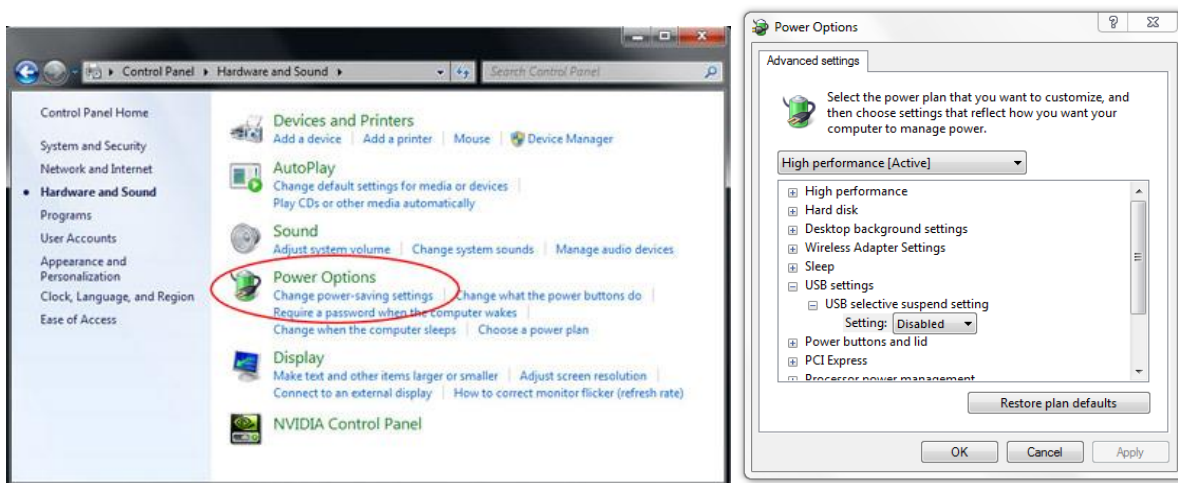 Control Panel ▸ Hardware and Sound ▸
Search Control Panel
Control Panel Home
System and Security
Network and Internet
Hardware and Sound
Programs
User Accounts
Appearance and
Personalization
Clock, Language, and Region
Ease of Access
Devices and Printers
Add a device | Add a printer | Mouse | Device Manager
AutoPlay
Change default settings for media or devices |
Play CDs or other media automatically
Sound
Adjust system volume | Change system sounds | Manage audio devices
Power Options
Change power-saving settings | Change what the power buttons do |
Require a password when the computer wakes |
Change when the computer sleeps | Choose a power plan
Display
Make text and other items larger or smaller | Adjust screen resolution |
Connect to an external display | How to correct monitor flicker (refresh rate)
NVIDIA Control Panel
Power Options
Advanced settings
Select the power plan that you want to customize, and
then choose settings that reflect how you want your
computer to manage power.
High performance [Active]
High performance
Hard disk
Desktop background settings
Wireless Adapter Settings
Sleep
USB settings
USB selective suspend setting
Setting: Disabled
Power buttons and lid
PCI Express
Processor power management
Restore plan defaults
OK Cancel Apply